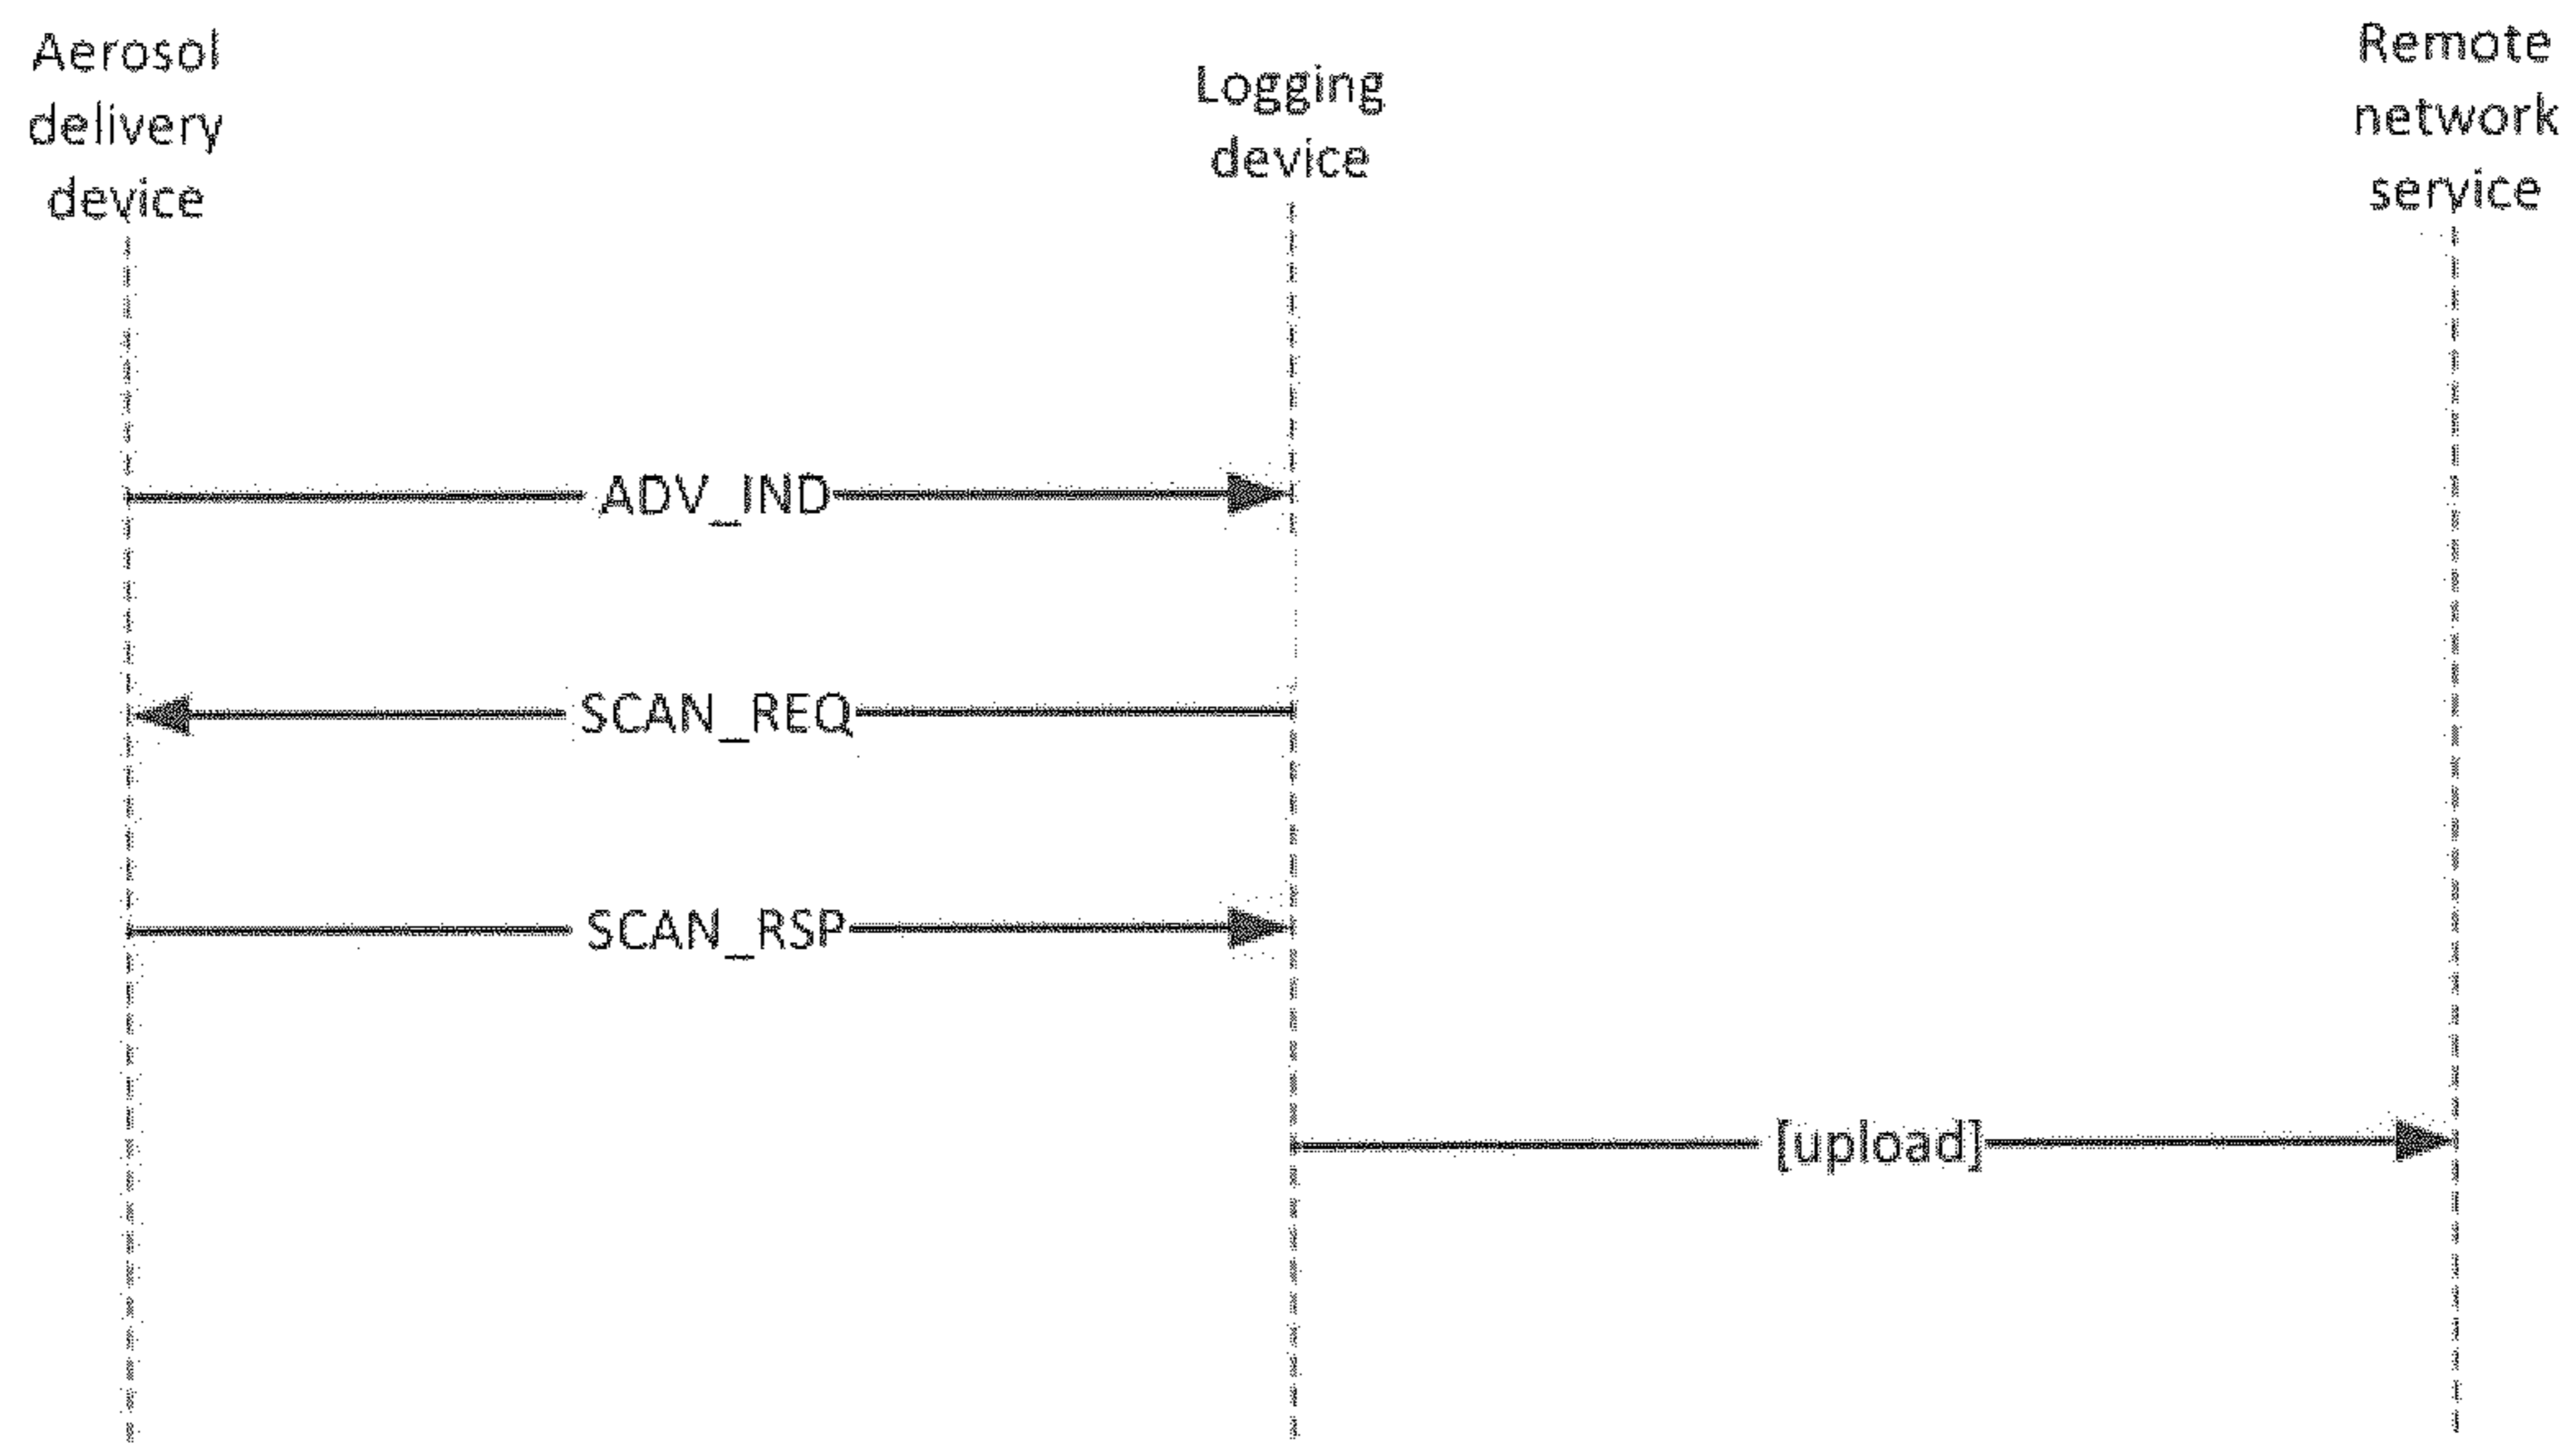 Aerosol
delivery
device
Logging
device
Remote
network
service
ADV_IND
SCAN_REQ
SCAN_RSP
[upload]